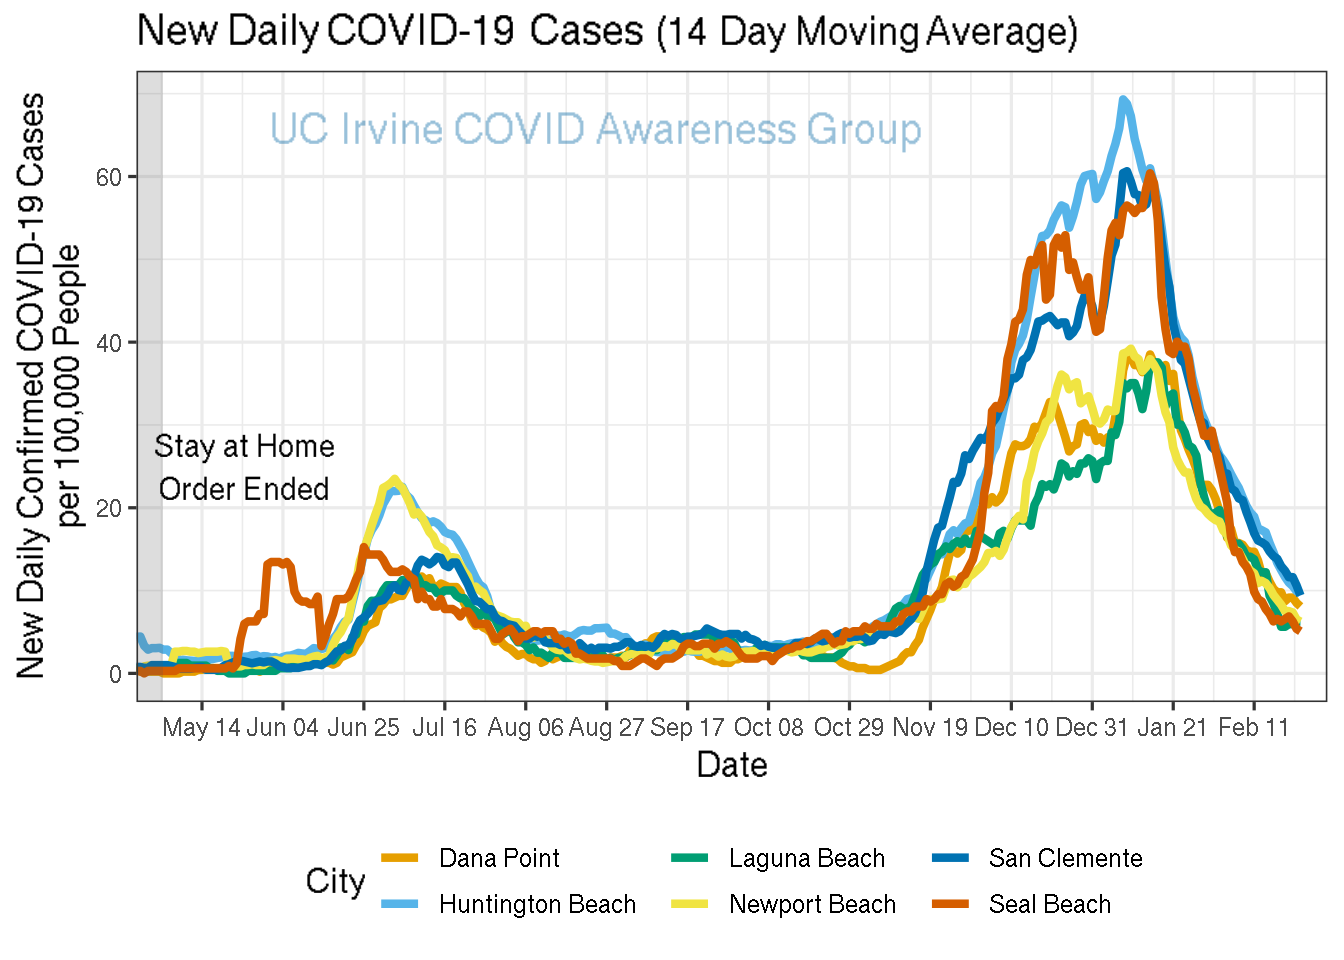 New Daily COVID-19 Cases (14 Day Moving Average)
UC Irvine COVID Awareness Group
New Daily Confirmed COVID-19 Cases
per 100,000 People
60
40
20
0
Stay at Home
Order Ended
May 14 Jun 04 Jun 25 Jul 16 Aug 06 Aug 27 Sep 17 Oct 08 Oct 29 Nov 19 Dec 10 Dec 31 Jan 21 Feb 11
Date
City
Dana Point Laguna Beach San Clemente
Huntington Beach Newport Beach Seal Beach